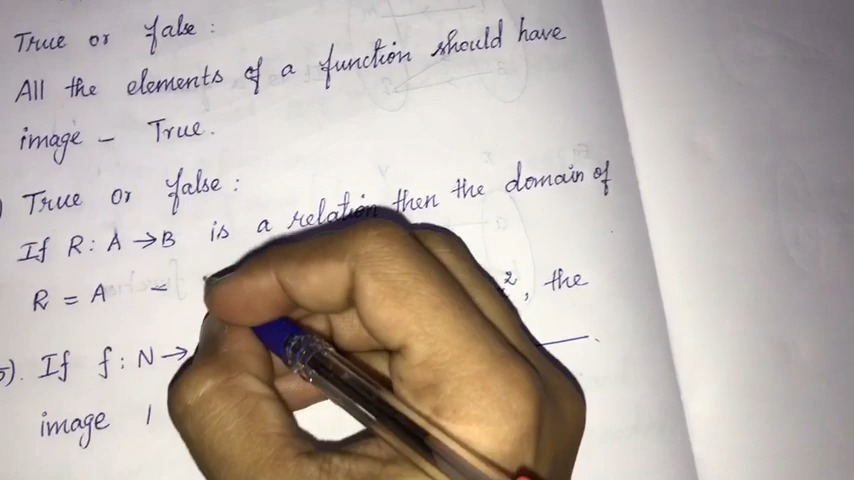 True or false :
All the elements of a function should have
image - True.
) True or false :
If R : A → B is a relation then the domain of
R = A -
5). If f : N → ², the
image 1